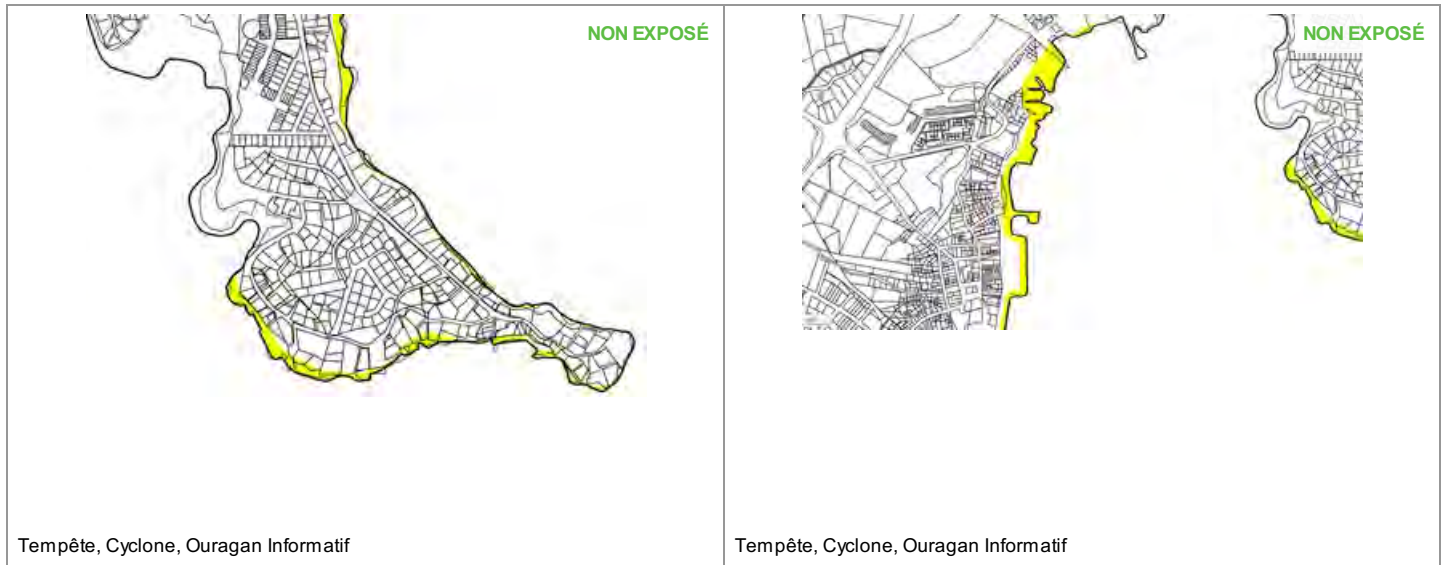 NON EXPOSÉ
Tempête, Cyclone, Ouragan Informatif
NON EXPOSÉ
Tempête, Cyclone, Ouragan Informatif